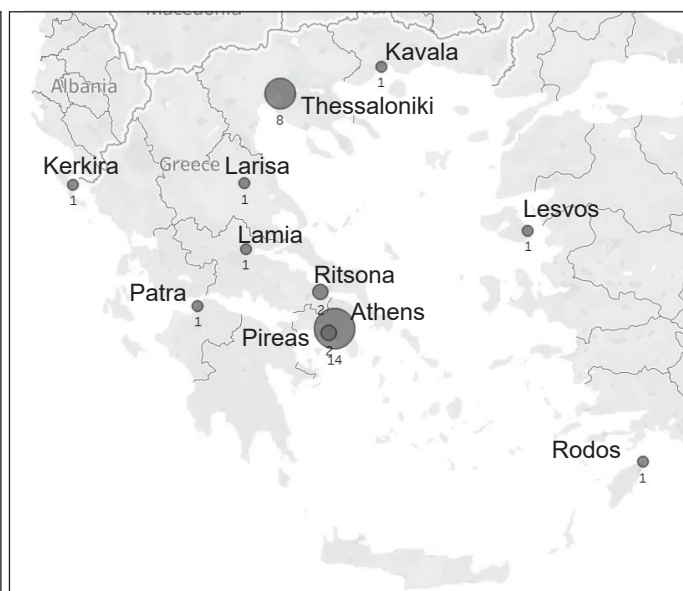 Macedonia
Kavala
1
Albania
Thessaloniki
8
Kerkira
1
Greece
Larisa
1
Lesvos
1
Lamia
1
Ritsona
2
Patra
1
Athens
Pireas
2
14
Rodos
1